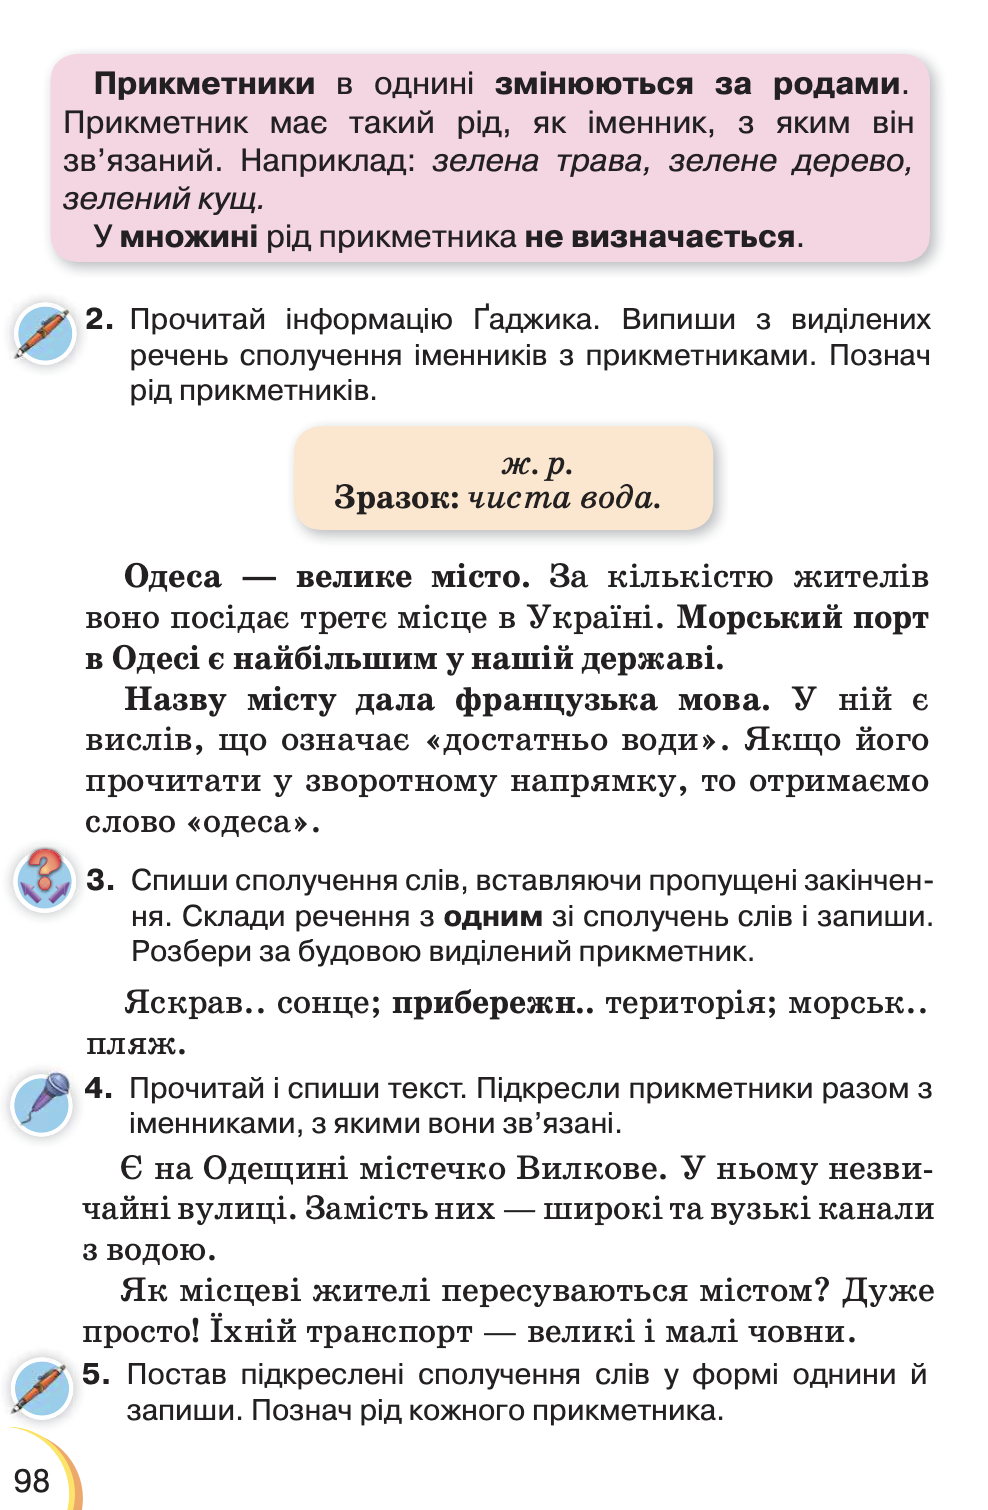 Прикметники в однині змінюються за родами.
Прикметник має такий рід, як іменник, з яким він
зв’язаний. Наприклад: зелена трава, зелене дерево,
зелений кущ.
У множині рід прикметника не визначається.
2. Прочитай інформацію Ґаджика. Випиши з виділених
речень сполучення іменників з прикметниками. Познач
рід прикметників.
ж. р.
Зразок: чиста вода.
Одеса — велике місто. За кількістю жителів
воно посідає третє місце в Україні. Морський порт
в Одесі є найбільшим у нашій державі.
Назву місту дала французька мова. У ній є
вислів, що означає «достатньо води». Якщо його
прочитати у зворотному напрямку, то отримаємо
слово «одеса».
3. Спиши сполучення слів, вставляючи пропущені закінчен-
ня. Склади речення з одним зі сполучень слів і запиши.
Розбери за будовою виділений прикметник.
Яскрав.. сонце; прибережн.. територія; морськ..
пляж.
4. Прочитай і спиши текст. Підкресли прикметники разом з
іменниками, з якими вони зв’язані.
Є на Одещині містечко Вилкове. У ньому незви-
чайні вулиці. Замість них — широкі та вузькі канали
з водою.
Як місцеві жителі пересуваються містом? Дуже
просто! Їхній транспорт — великі і малі човни.
5. Постав підкреслені сполучення слів у формі однини й
запиши. Познач рід кожного прикметника.
98